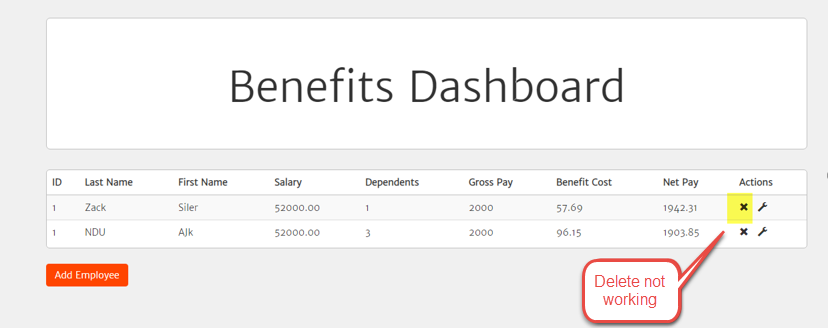 Benefits Dashboard
ID Last Name First Name Salary Dependents Gross Pay Benefit Cost Net Pay Actions
1 Zack Siler 52000.00 1 2000 57.69 1942.31
1 NDU AJk 52000.00 3 2000 96.15 1903.85
Add Employee
Delete not
working